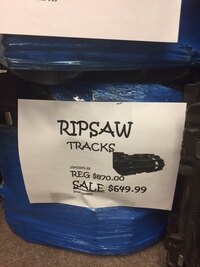 RIPSAW
TRACKS
REG $870.00
SALE $649.99